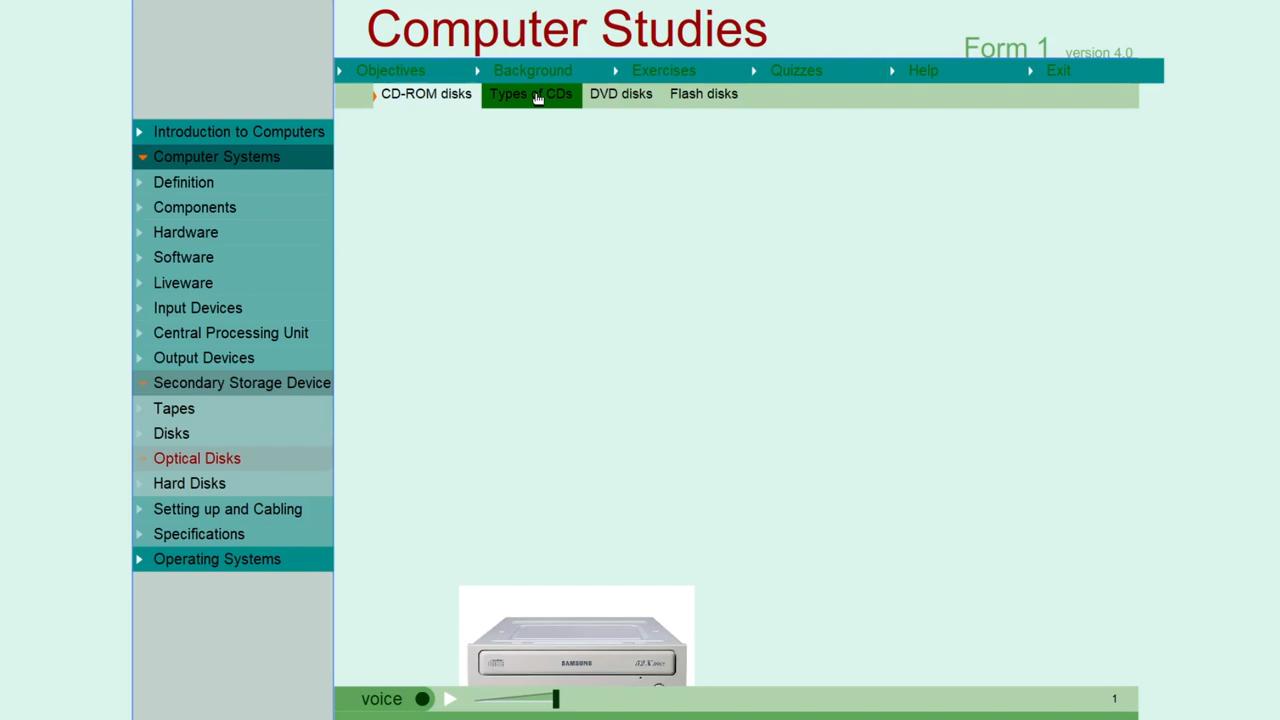 Computer Studies
Form 1 version 4.0
Objectives Background Exercises Quizzes Help Exit
CD-ROM disks Types of CDs DVD disks Flash disks
Introduction to Computers
Computer Systems
Definition
Components
Hardware
Software
Liveware
Input Devices
Central Processing Unit
Output Devices
Secondary Storage Device
Tapes
Disks
Optical Disks
Hard Disks
Setting up and Cabling
Specifications
Operating Systems
SAMSUNG
voice 1